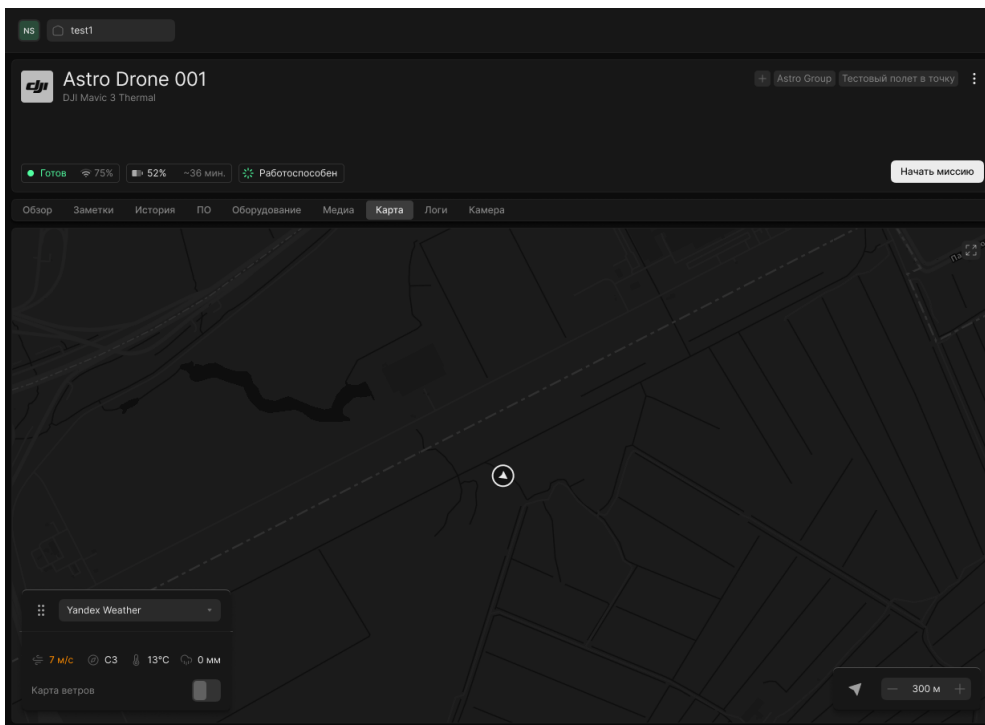 NS test1
dji Astro Drone 001
DJI Mavic 3 Thermal
+ Astro Group Тестовый полет в точку
Готов 75% 52% ~36 мин. Работоспособен
Начать миссию
Обзор Заметки История ПО Оборудование Медиа Карта Логи Камера
Yandex Weather
7 м/с СЗ 13°C 0 мм
Карта ветров
— 300 м +